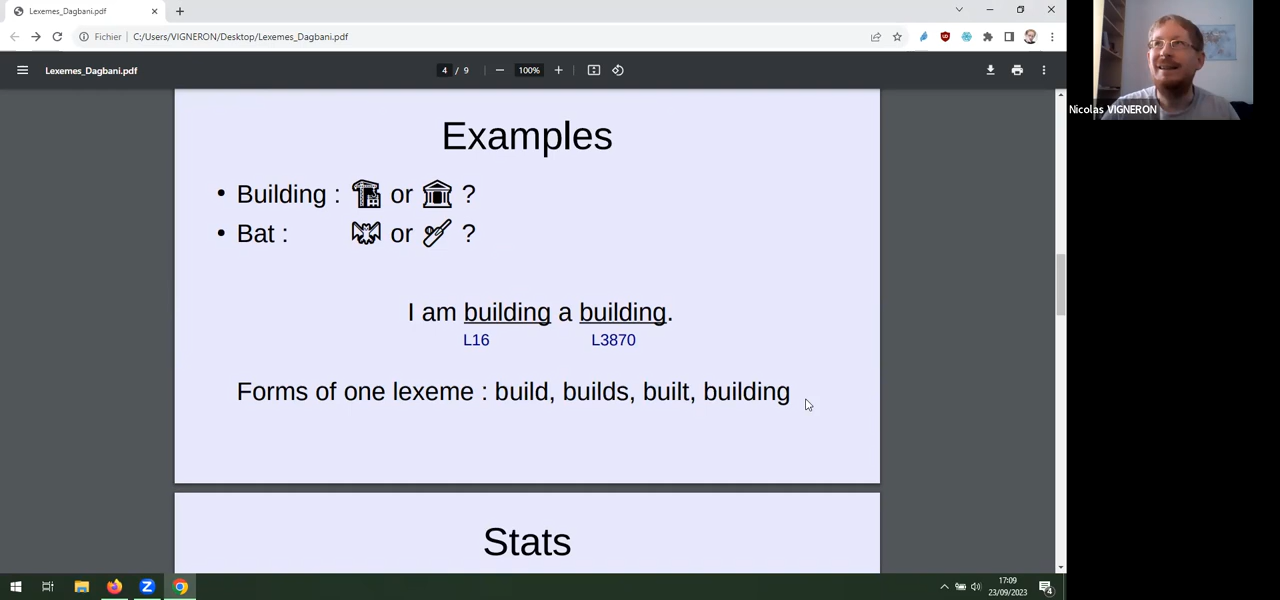 Lexemes_Dagbani.pdf
Fichier
C:/Users/VIGNERON/Desktop/Lexemes_Dagbani.pdf
Lexemes_Dagbani.pdf
4 / 9
100%
Nicolas VIGNERON
Examples
• Building : or ?
• Bat : or ?
I am building a building.
L16 L3870
Forms of one lexeme : build, builds, built, building
Stats
17:09
23/09/2023
4